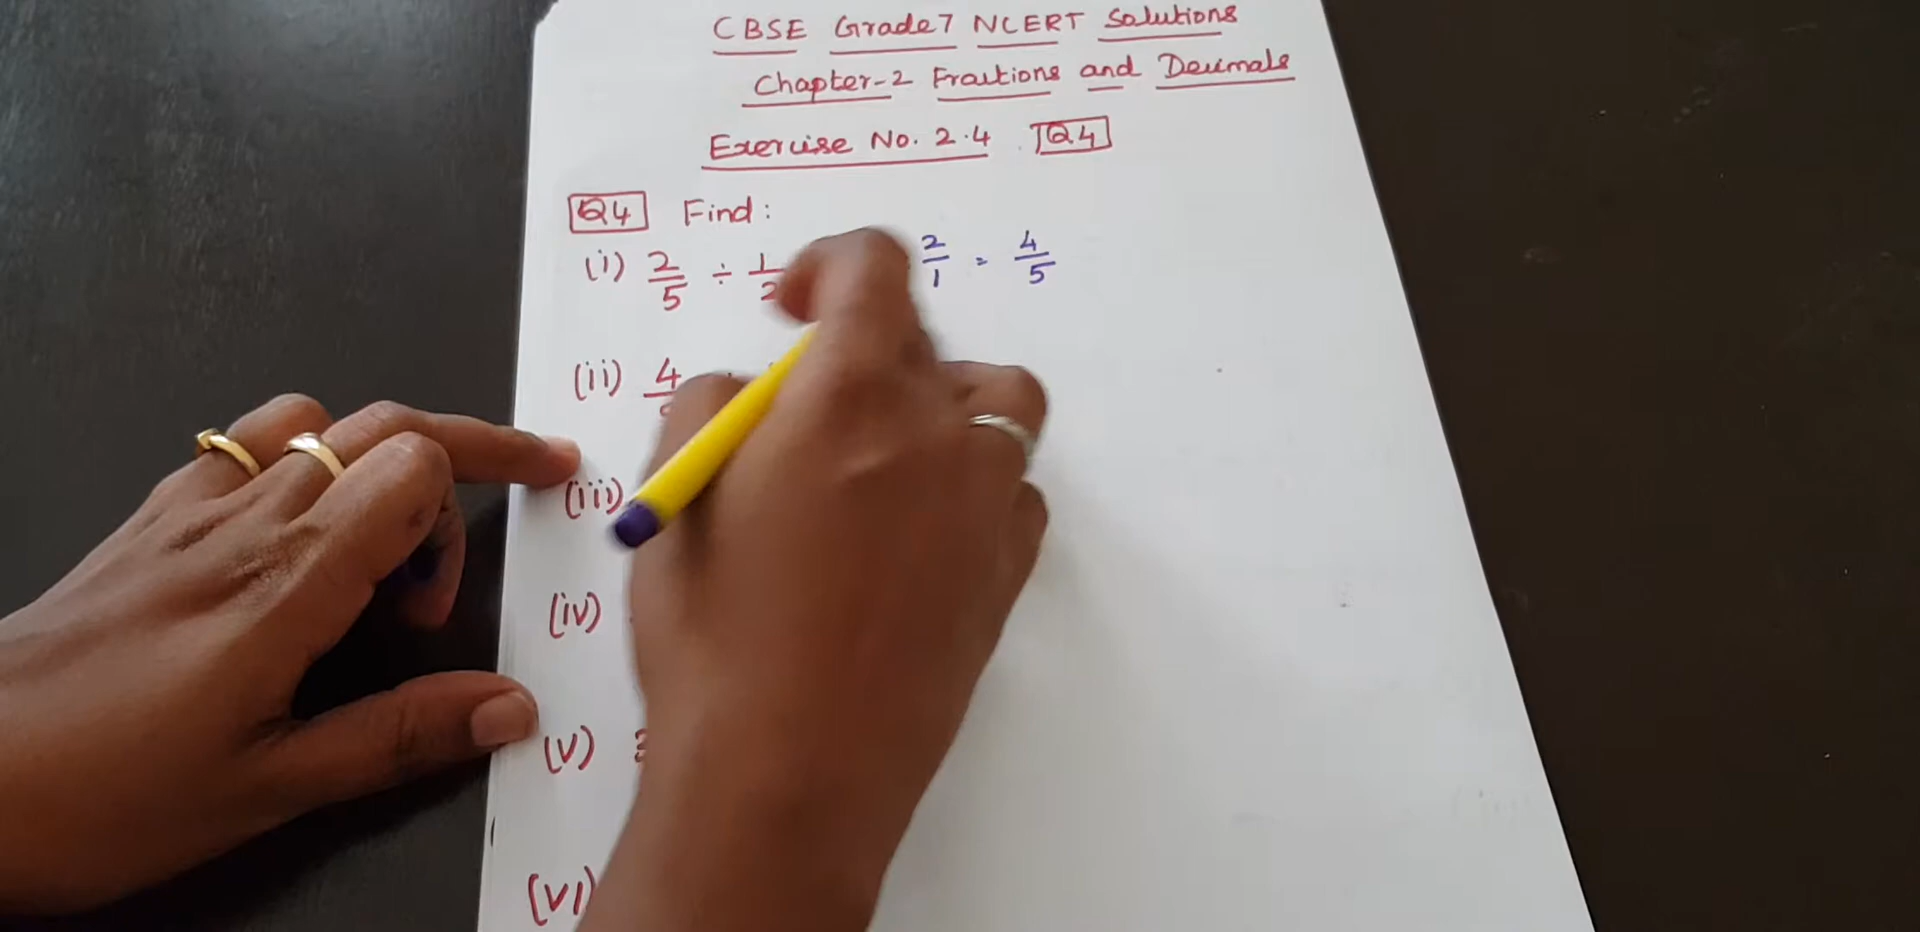 CBSE Grade7 NCERT Solutions
Chapter-2 Fractions and Decimals
Exercise No. 2.4 Q4
Q4 Find:
(i) 2/5 ÷ 1/2 2/1 = 4/5
(ii) 4
(iii)
(iv)
(v) 3
(vi)